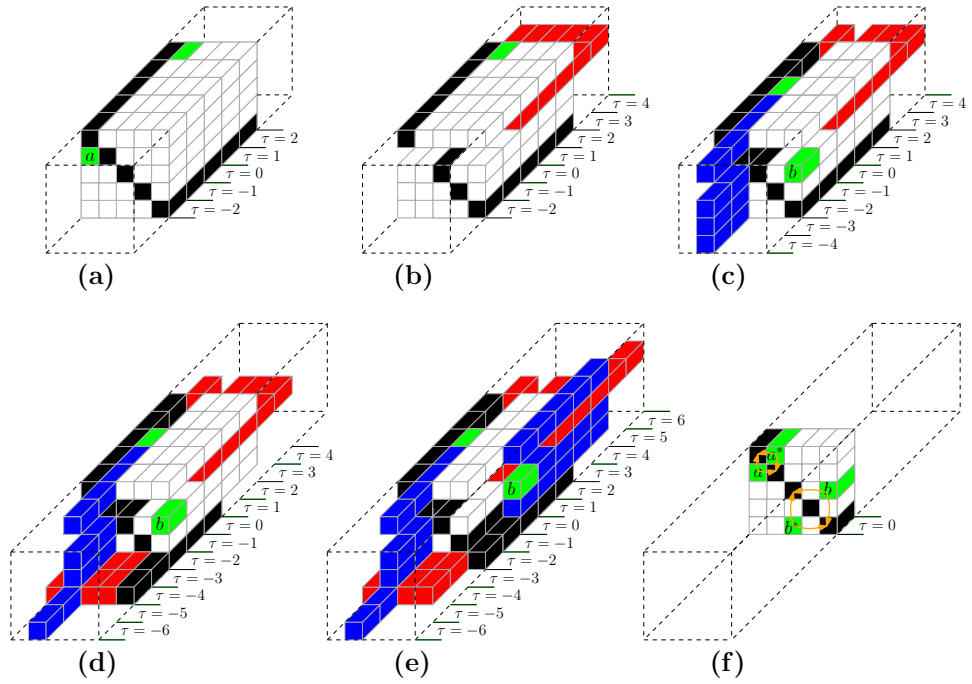 a
τ = 2
τ = 1
τ = 0
τ = −1
τ = −2
(a)
τ = 4
τ = 3
τ = 2
τ = 1
τ = 0
τ = −1
τ = −2
(b)
b
τ = 4
τ = 3
τ = 2
τ = 1
τ = 0
τ = −1
τ = −2
τ = −3
τ = −4
(c)
b
τ = 4
τ = 3
τ = 2
τ = 1
τ = 0
τ = −1
τ = −2
τ = −3
τ = −4
τ = −5
τ = −6
(d)
b
τ = 6
τ = 5
τ = 4
τ = 3
τ = 2
τ = 1
τ = 0
τ = −1
τ = −2
τ = −3
τ = −4
τ = −5
τ = −6
(e)
a*
a
b
b*
τ = 0
(f)